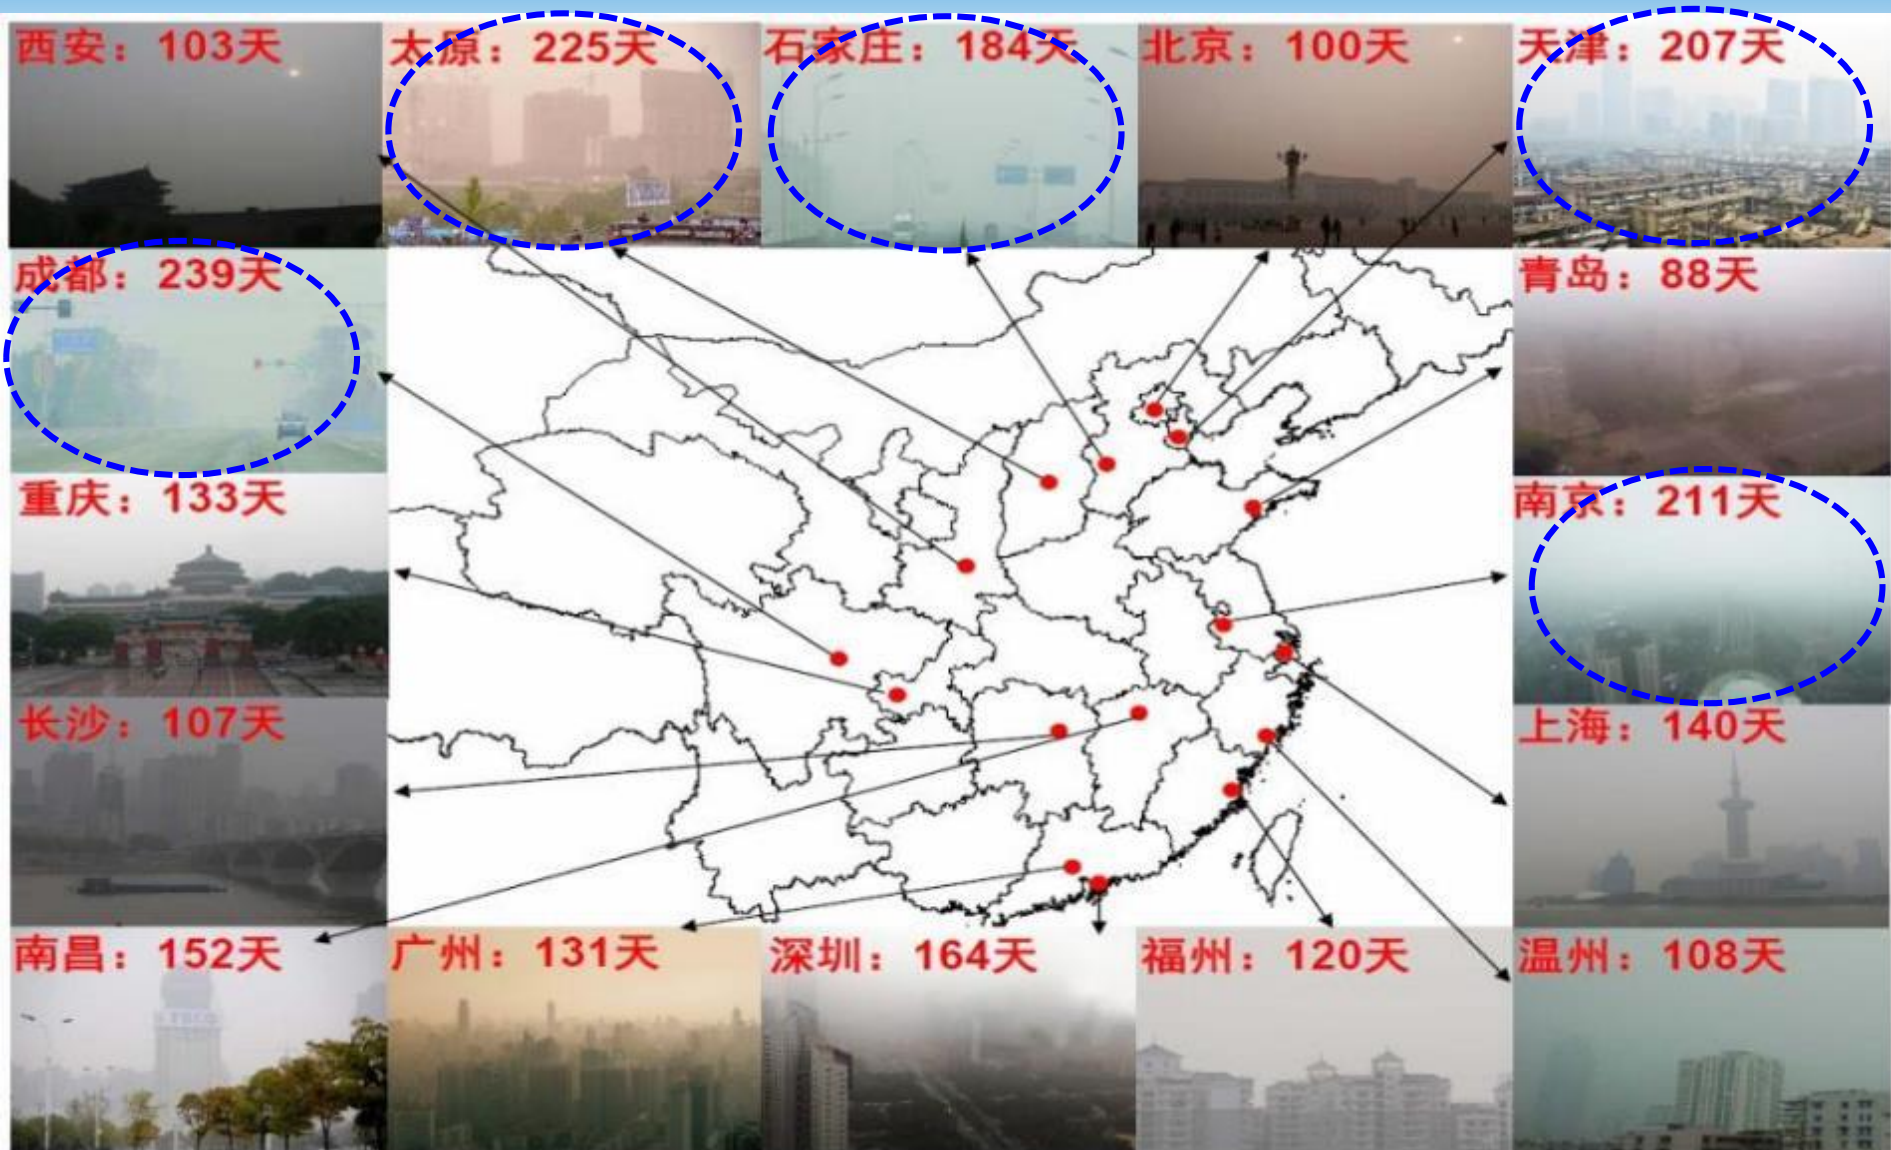 西安：103天
太原：225天
石家庄：184天
北京：100天
天津：207天
成都：239天
青岛：88天
重庆：133天
南京：211天
长沙：107天
上海：140天
南昌：152天
广州：131天
深圳：164天
福州：120天
温州：108天